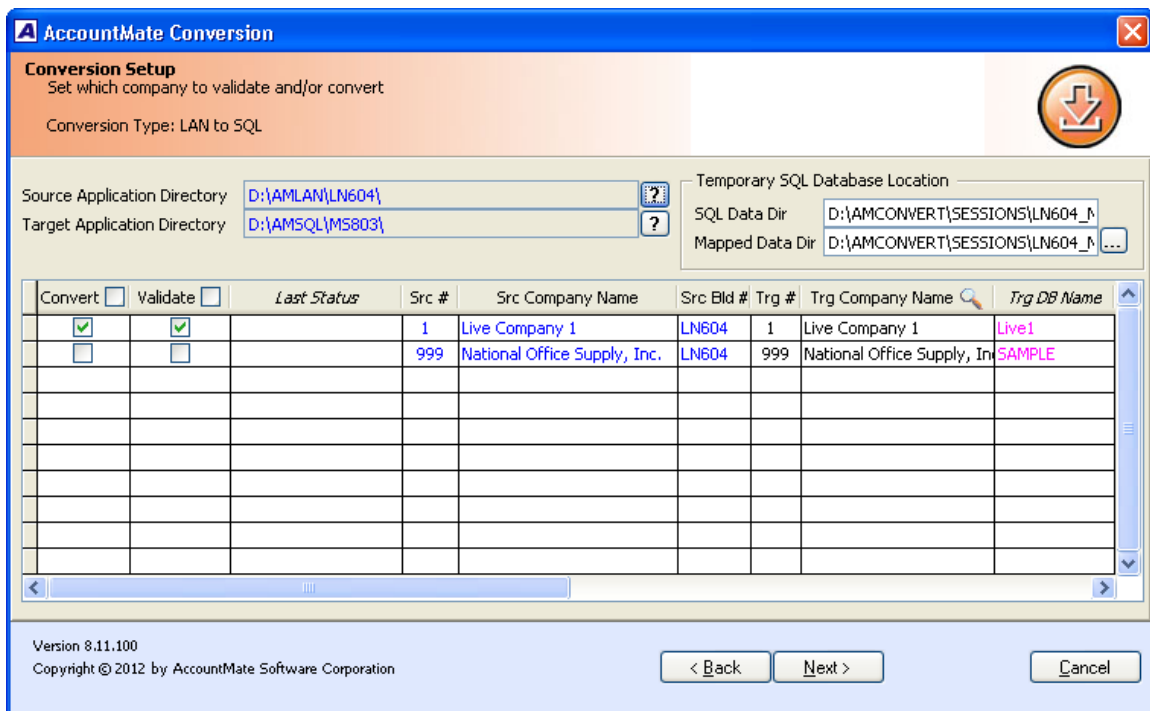 AccountMate Conversion
Conversion Setup
Set which company to validate and/or convert
Conversion Type: LAN to SQL
Source Application Directory D:\AMLAN\LN604\ ?
Target Application Directory D:\AMSQL\MS803\ ?
Temporary SQL Database Location
SQL Data Dir D:\AMCONVERT\SESSIONS\LN604_
Mapped Data Dir D:\AMCONVERT\SESSIONS\LN604_ ...
Convert Validate Last Status Src # Src Company Name Src Bld # Trg # Trg Company Name Trg DB Name
1 Live Company 1 LN604 1 Live Company 1 Live1
999 National Office Supply, Inc. LN604 999 National Office Supply, In SAMPLE
Version 8.11.100
Copyright © 2012 by AccountMate Software Corporation
< Back Next > Cancel